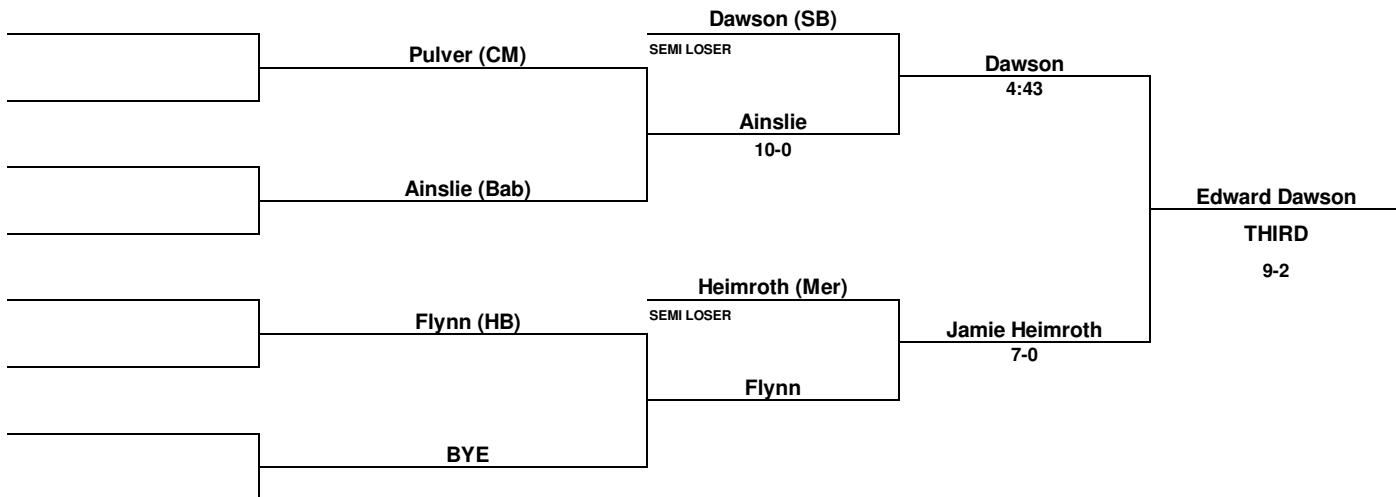 Dawson (SB)
SEMI LOSER
Pulver (CM)
Dawson
4:43
Ainslie
10-0
Ainslie (Bab)
Edward Dawson
THIRD
9-2
Heimroth (Mer)
SEMI LOSER
Flynn (HB)
Jamie Heimroth
7-0
Flynn
BYE